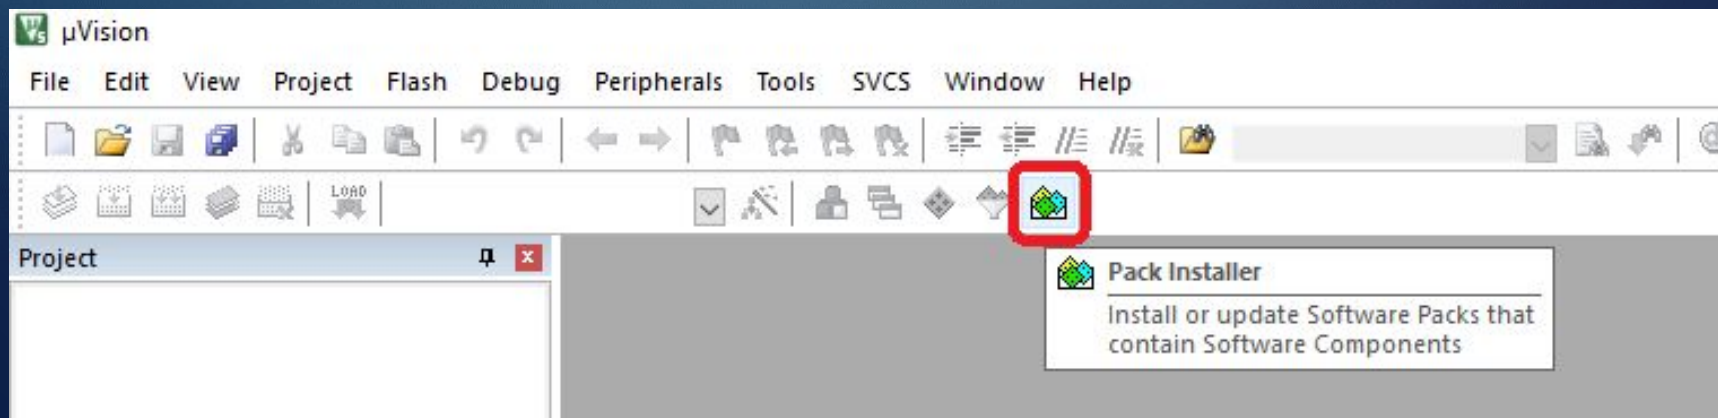 µVision
File Edit View Project Flash Debug Peripherals Tools SVCS Window Help
LOAD
Project
Pack Installer
Install or update Software Packs that
contain Software Components